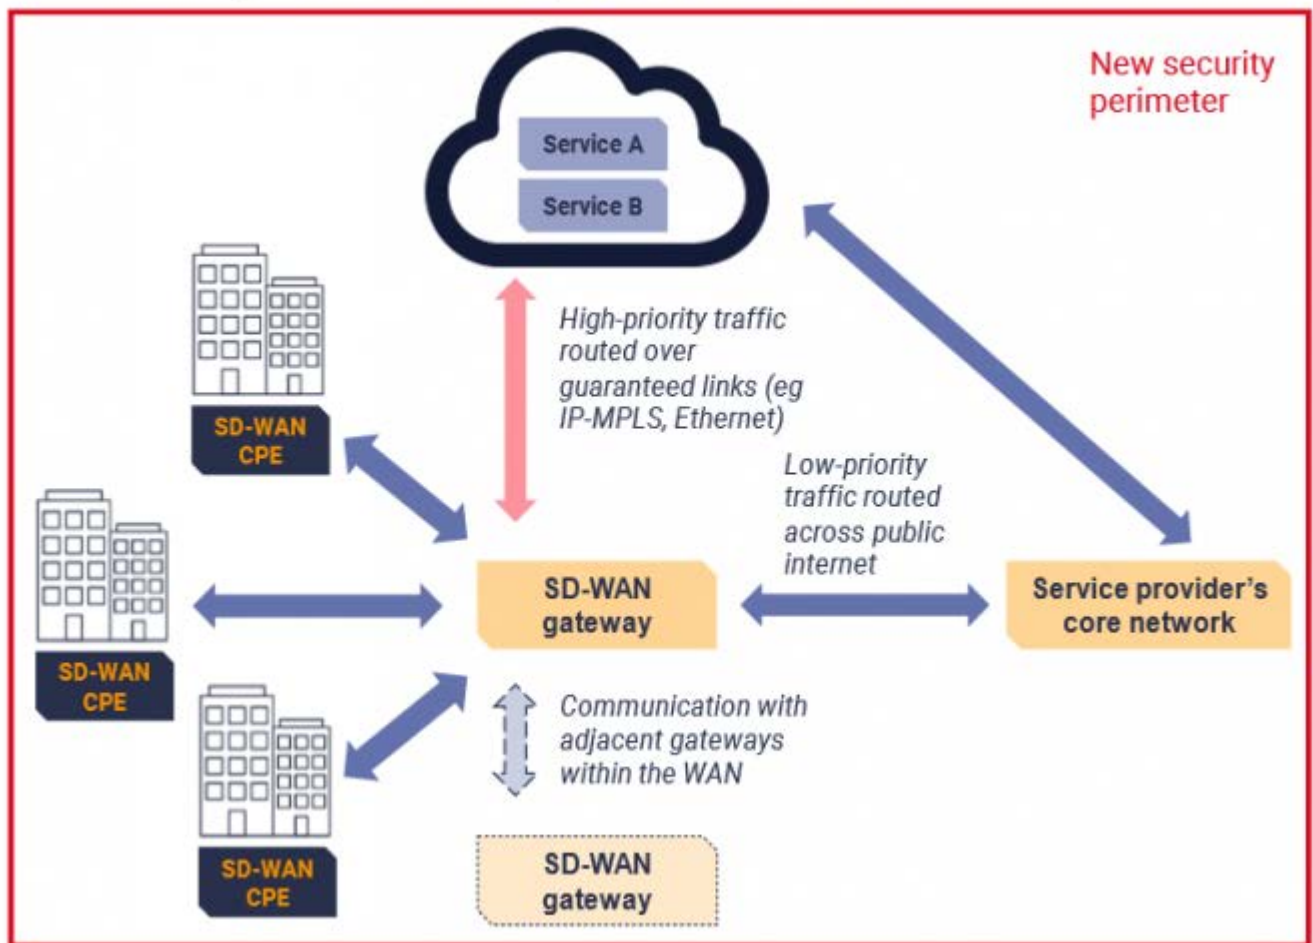 New security
perimeter
Service A
Service B
High-priority traffic
routed over
guaranteed links (eg
IP-MPLS, Ethernet)
SD-WAN
CPE
Low-priority
traffic routed
across public
internet
SD-WAN
gateway
Service provider’s
core network
SD-WAN
CPE
Communication with
adjacent gateways
within the WAN
SD-WAN
CPE
SD-WAN
gateway